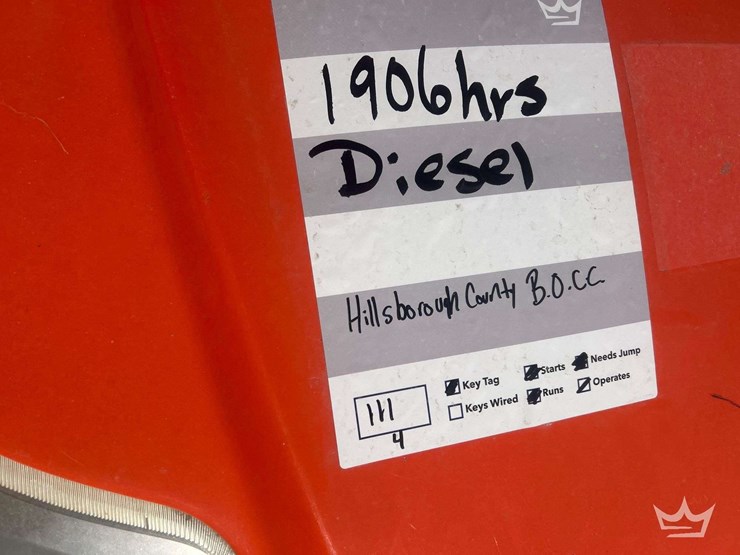 1906hrs
Diesel
Hillsborough County B.O.C.C.
Key Tag Starts Needs Jump
Keys Wired Runs Operates
111
4